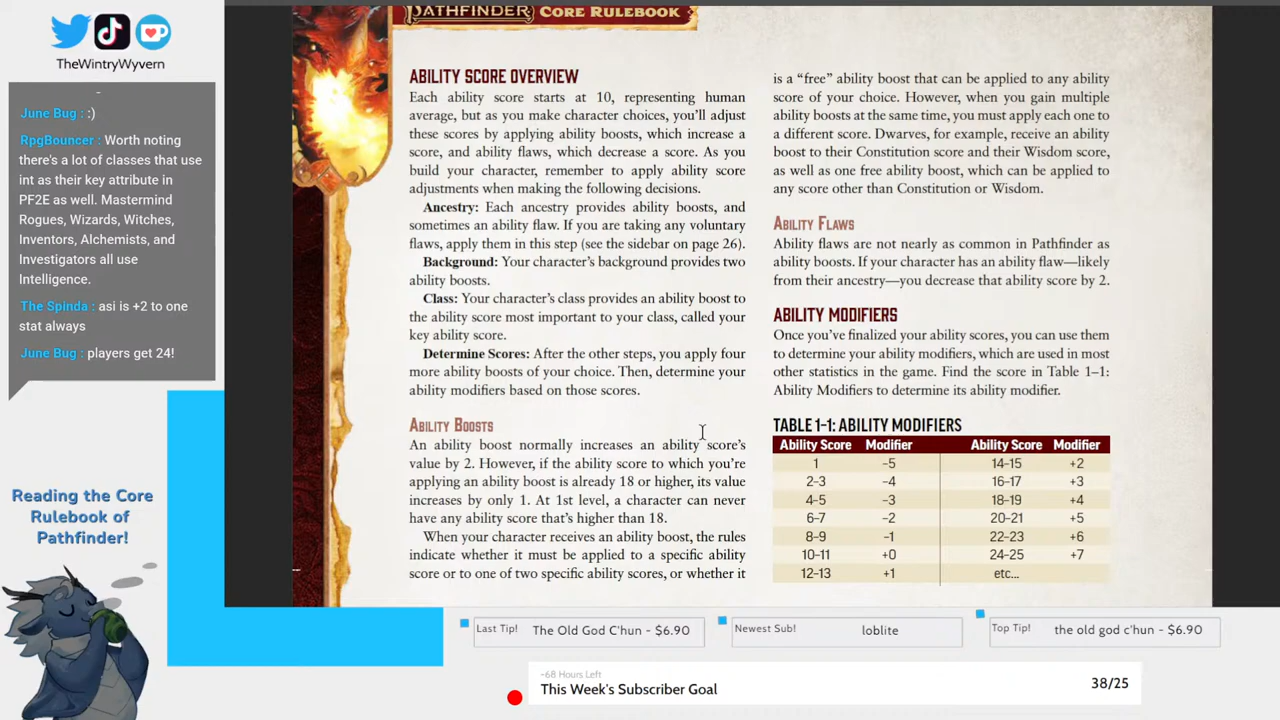 TheWintryWyvern
June Bug : :)
RpgBouncer : Worth noting
there's a lot of classes that use
int as their key attribute in
PF2E as well. Mastermind
Rogues, Wizards, Witches,
Inventors, Alchemists, and
Investigators all use
Intelligence.
The Spinda : asi is +2 to one
stat always
June Bug : players get 24!
Reading the Core
Rulebook of
Pathfinder!
PATHFINDER CORE RULEBOOK
ABILITY SCORE OVERVIEW
Each ability score starts at 10, representing human
average, but as you make character choices, you'll adjust
these scores by applying ability boosts, which increase a
score, and ability flaws, which decrease a score. As you
build your character, remember to apply ability score
adjustments when making the following decisions.
Ancestry: Each ancestry provides ability boosts, and
sometimes an ability flaw. If you are taking any voluntary
flaws, apply them in this step (see the sidebar on page 26).
Background: Your character's background provides two
ability boosts.
Class: Your character's class provides an ability boost to
the ability score most important to your class, called your
key ability score.
Determine Scores: After the other steps, you apply four
more ability boosts of your choice. Then, determine your
ability modifiers based on those scores.
ABILITY BOOSTS
An ability boost normally increases an ability score's
value by 2. However, if the ability score to which you're
applying an ability boost is already 18 or higher, its value
increases by only 1. At 1st level, a character can never
have any ability score that's higher than 18.
When your character receives an ability boost, the rules
indicate whether it must be applied to a specific ability
score or to one of two specific ability scores, or whether it
is a “free” ability boost that can be applied to any ability
score of your choice. However, when you gain multiple
ability boosts at the same time, you must apply each one to
a different score. Dwarves, for example, receive an ability
boost to their Constitution score and their Wisdom score,
as well as one free ability boost, which can be applied to
any score other than Constitution or Wisdom.
ABILITY FLAWS
Ability flaws are not nearly as common in Pathfinder as
ability boosts. If your character has an ability flaw—likely
from their ancestry—you decrease that ability score by 2.
ABILITY MODIFIERS
Once you've finalized your ability scores, you can use them
to determine your ability modifiers, which are used in most
other statistics in the game. Find the score in Table 1–1:
Ability Modifiers to determine its ability modifier.
TABLE 1–1: ABILITY MODIFIERS
Ability Score Modifier Ability Score Modifier
1 –5 14–15 +2
2–3 –4 16–17 +3
4–5 –3 18–19 +4
6–7 –2 20–21 +5
8–9 –1 22–23 +6
10–11 +0 24–25 +7
12–13 +1 etc...
Last Tip! The Old God C'hun - $6.90
Newest Sub! loblite
Top Tip! the old god c'hun - $6.90
-68 Hours Left
This Week's Subscriber Goal 38/25